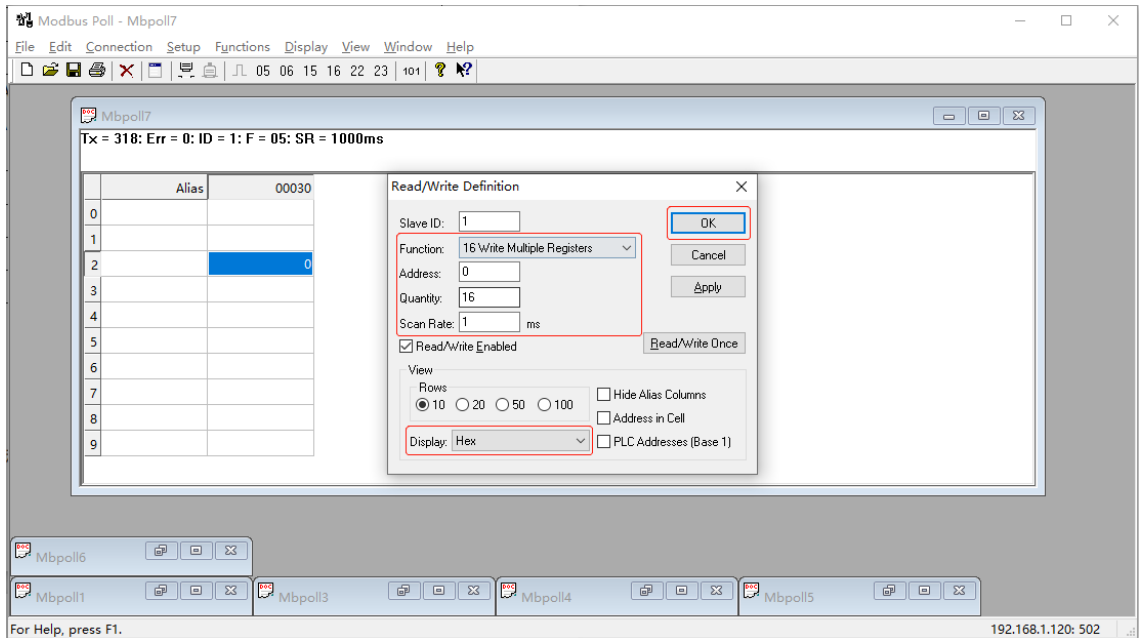 Modbus Poll - Mbpoll7
File Edit Connection Setup Functions Display View Window Help
05 06 15 16 22 23 101
Mbpoll7
Tx = 318: Err = 0: ID = 1: F = 05: SR = 1000ms
Alias 00030
0
1
2 0
3
4
5
6
7
8
9
Read/Write Definition
Slave ID: 1
OK
Function: 16 Write Multiple Registers
Cancel
Address: 0
Apply
Quantity: 16
Scan Rate: 1 ms
Read/Write Enabled
Read/Write Once
View
Rows
10 20 50 100
Hide Alias Columns
Address in Cell
Display: Hex
PLC Addresses (Base 1)
Mbpoll6
Mbpoll1
Mbpoll3
Mbpoll4
Mbpoll5
For Help, press F1.
192.168.1.120: 502